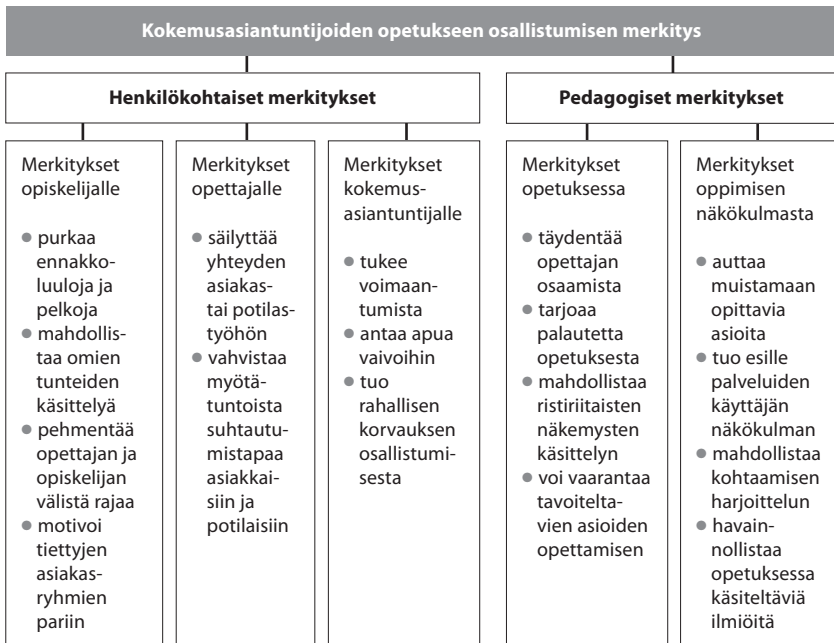 Kokemusasiantuntijoiden opetukseen osallistumisen merkitys
Henkilökohtaiset merkitykset
Pedagogiset merkitykset
Merkitykset
opiskelijalle
● purkaa
ennakko-
luuloja ja
pelkoja
● mahdollis-
taa omien
tunteiden
käsittelyä
● pehmentää
opettajan ja
opiskelijan
välistä rajaa
● motivoi
tiettyjen
asiakas-
ryhmien
pariin
Merkitykset
opettajalle
● säilyttää
yhteyden
asiakas-
tai potilas-
työhön
● vahvistaa
myötä-
tuntoista
suhtautu-
mistapaa
asiakkai-
siin ja
potilaisiin
Merkitykset
kokemus-
asiantuntijalle
● tukee
voimaan-
tumista
● antaa apua
vaivoihin
● tuo
rahallisen
korvauksen
osallistumi-
sesta
Merkitykset
opetuksessa
● täydentää
opettajan
osaamista
● tarjoaa
palautetta
opetuksesta
● mahdollistaa
ristiriitaisten
näkemysten
käsittelyn
● voi vaarantaa
tavoitelta-
vien asioiden
opettamisen
Merkitykset
oppimisen
näkökulmasta
● auttaa
muistamaan
opittavia
asioita
● tuo esille
palveluiden
käyttäjän
näkökulman
● mahdollistaa
kohtaamisen
harjoittelun
● havain-
nollistaa
opetuksessa
käsiteltäviä
ilmiöitä